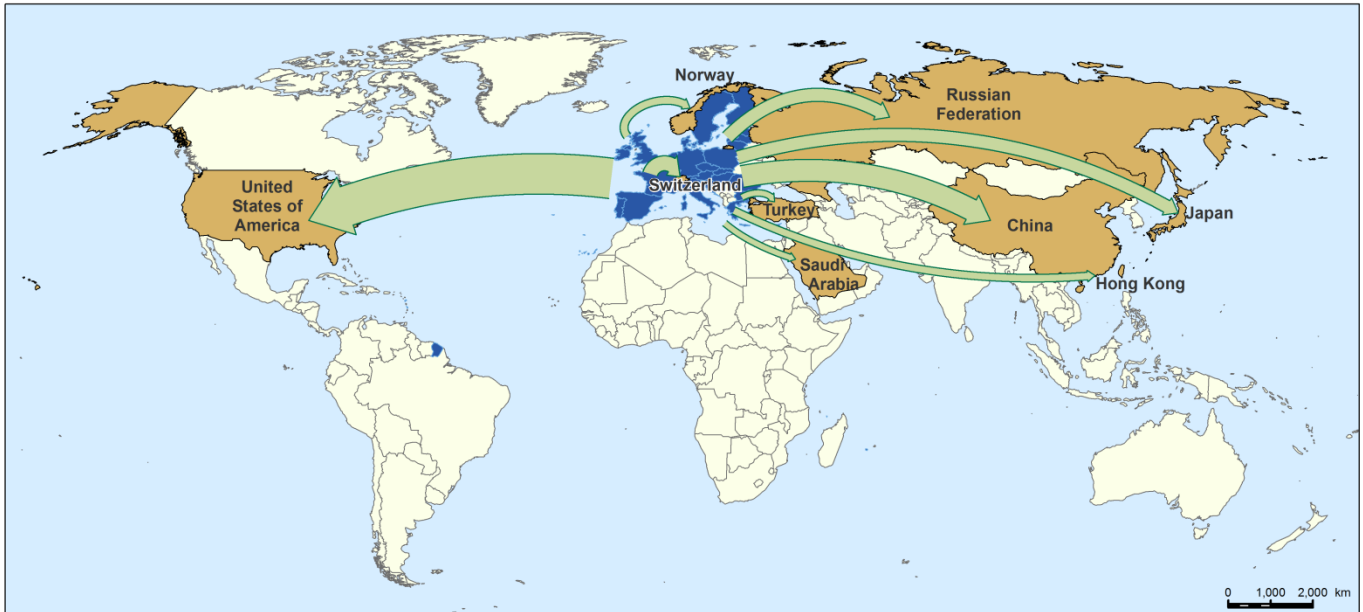 Norway
Russian
Federation
United
States of
America
Switzerland
Turkey
China
Japan
Saudi
Arabia
Hong Kong
0 1,000 2,000 km